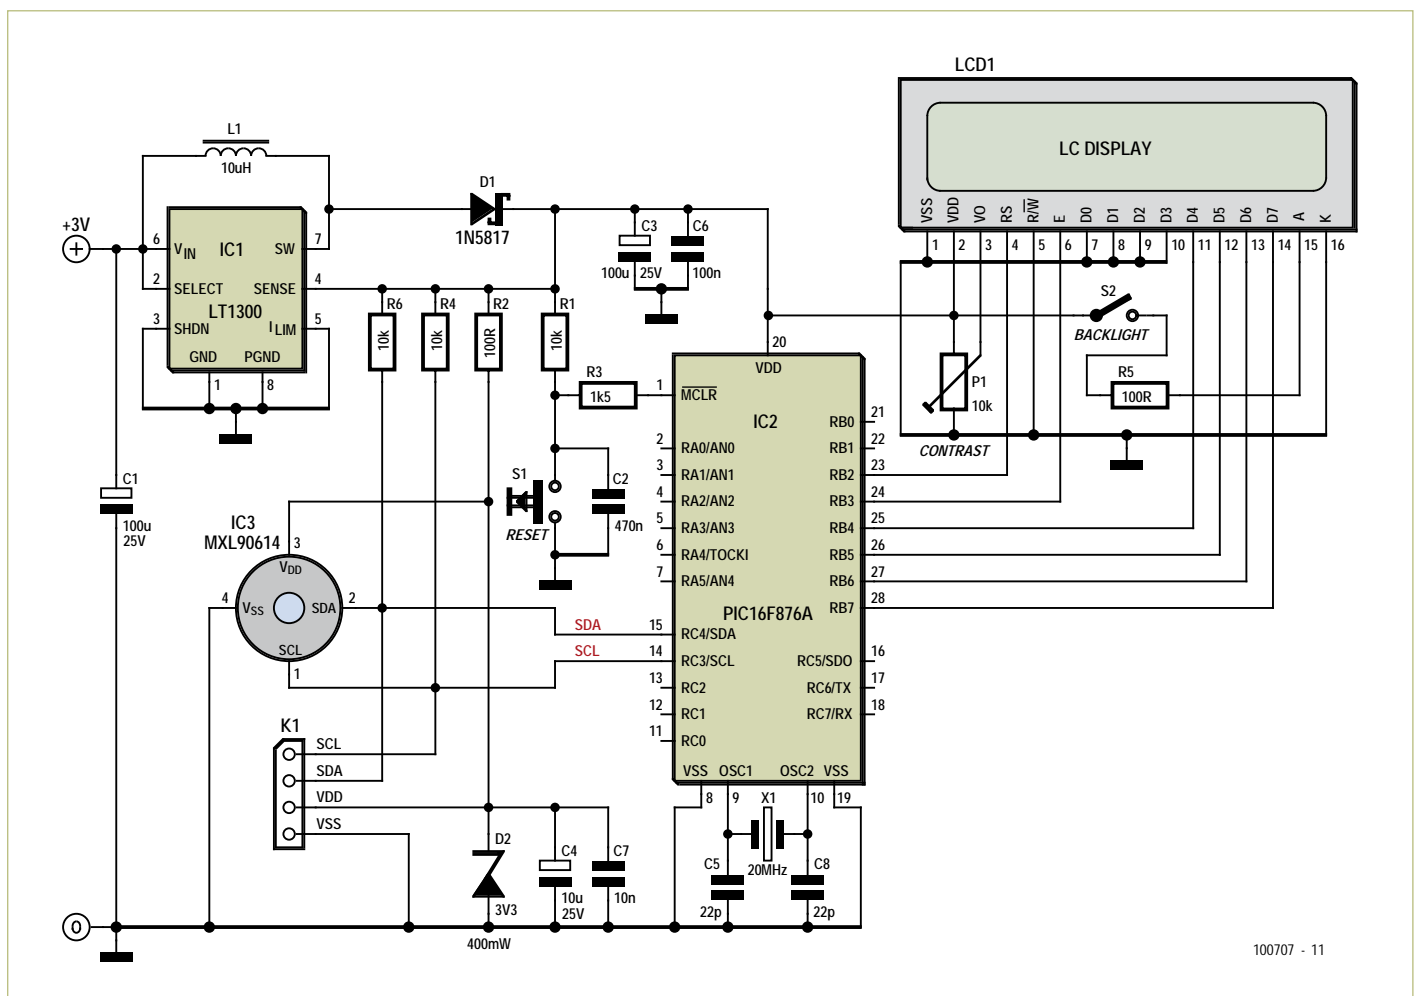 LCD1
LC DISPLAY
VSS VDD VO RS R/W E D0 D1 D2 D3 D4 D5 D6 D7 A K
1 2 3 4 5 6 7 8 9 10 11 12 13 14 15 16
L1
10uH
+3V
6 VIN IC1 SW 7
2 SELECT SENSE 4
LT1300
3 SHDN ILIM 5
GND PGND
1 8
D1
1N5817
C3
100u 25V
C6
100n
R6
10k
R4
10k
R2
100R
R1
10k
R3
1k5
S2
BACKLIGHT
R5
100R
P1
10k
CONTRAST
C1
100u
25V
S1
RESET
C2
470n
IC3
MXL90614
3
VDD
4 VSS SDA 2
SCL
1
SDA
SCL
20
VDD
1 MCLR
IC2
RB0 21
2 RA0/AN0 RB1 22
3 RA1/AN1 RB2 23
4 RA2/AN2 RB3 24
5 RA3/AN3 RB4 25
6 RA4/TOCKI RB5 26
7 RA5/AN4 RB6 27
PIC16F876A RB7 28
15 RC4/SDA
14 RC3/SCL RC5/SDO 16
13 RC2 RC6/TX 17
12 RC1 RC7/RX 18
11 RC0
VSS OSC1 OSC2 VSS
8 9 10 19
X1
20MHz
C5
22p
C8
22p
K1
SCL
SDA
VDD
VSS
D2
3V3
400mW
C4
10u
25V
C7
10n
0
100707 - 11